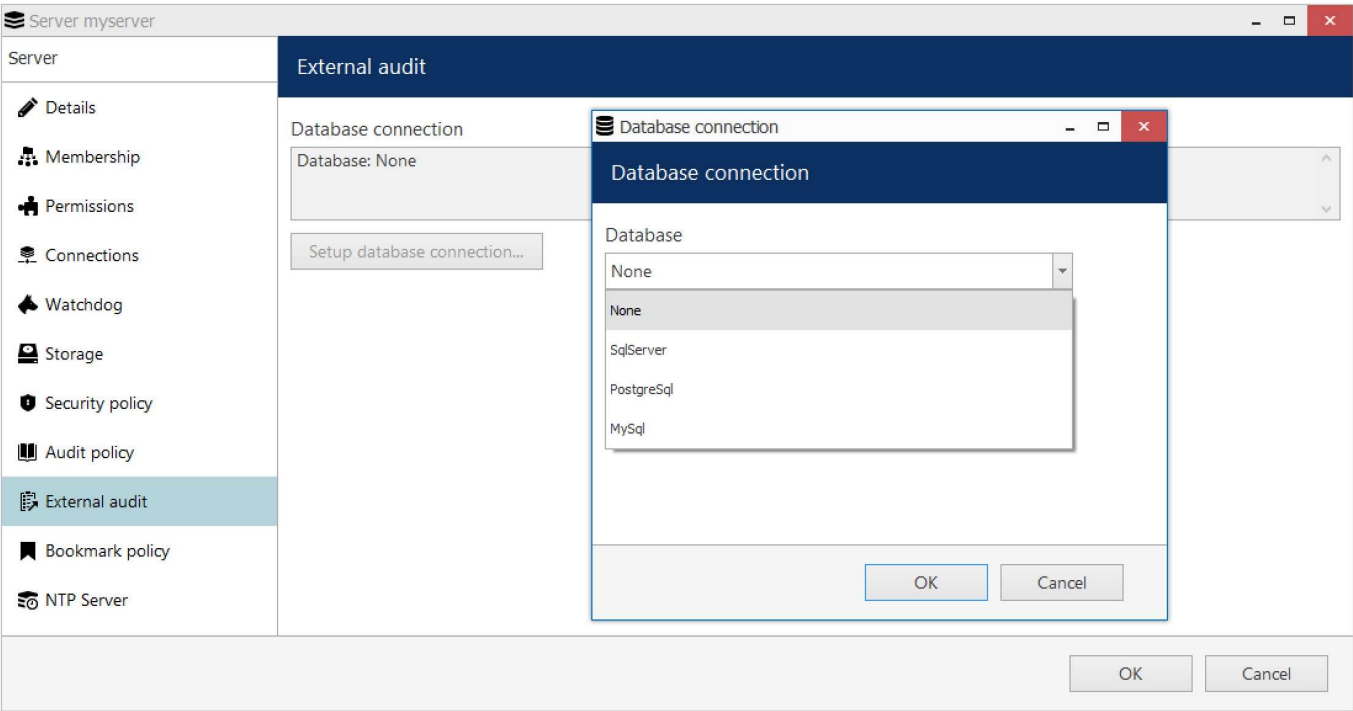 Server myserver
Server
Details
Membership
Permissions
Connections
Watchdog
Storage
Security policy
Audit policy
External audit
Bookmark policy
NTP Server
External audit
Database connection
Database: None
Setup database connection...
Database connection
Database connection
Database
None
None
SqlServer
PostgreSql
MySql
OK
Cancel
OK
Cancel